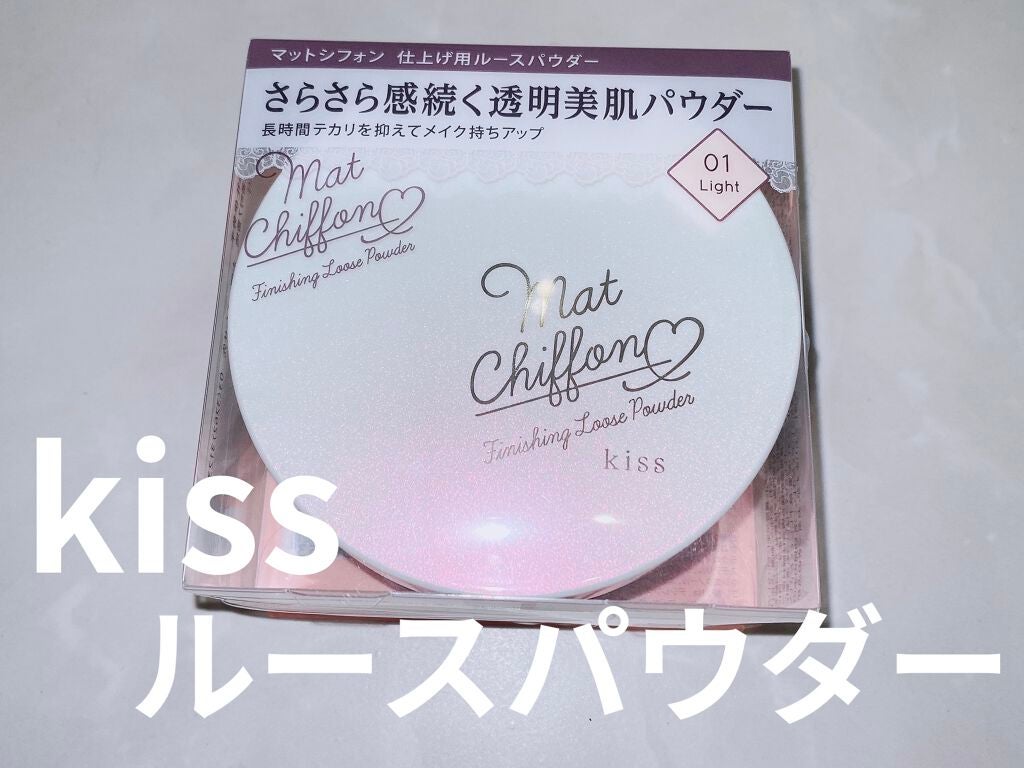 マットシフォン 仕上げ用ルースパウダー
さらさら感続く透明美肌パウダー
長時間テカリを抑えてメイク持ちアップ
01
Light
Mat
Chiffon
Finishing Loose Powder
Mat
Chiffon
Finishing Loose Powder
kiss
kiss
ルースパウダー